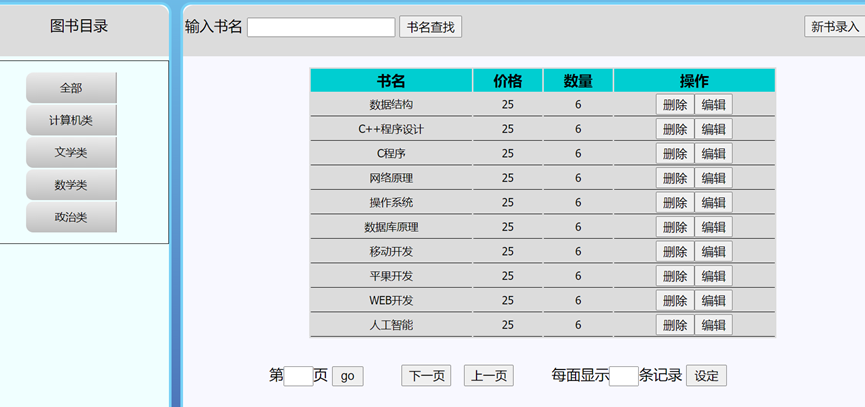 图书目录
全部
计算机类
文学类
数学类
政治类
输入书名 书名查找 新书录入
书名 价格 数量 操作
数据结构 25 6 删除 编辑
C++程序设计 25 6 删除 编辑
C程序 25 6 删除 编辑
网络原理 25 6 删除 编辑
操作系统 25 6 删除 编辑
数据库原理 25 6 删除 编辑
移动开发 25 6 删除 编辑
平果开发 25 6 删除 编辑
WEB开发 25 6 删除 编辑
人工智能 25 6 删除 编辑
第 页 go 下一页 上一页 每面显示 条记录 设定